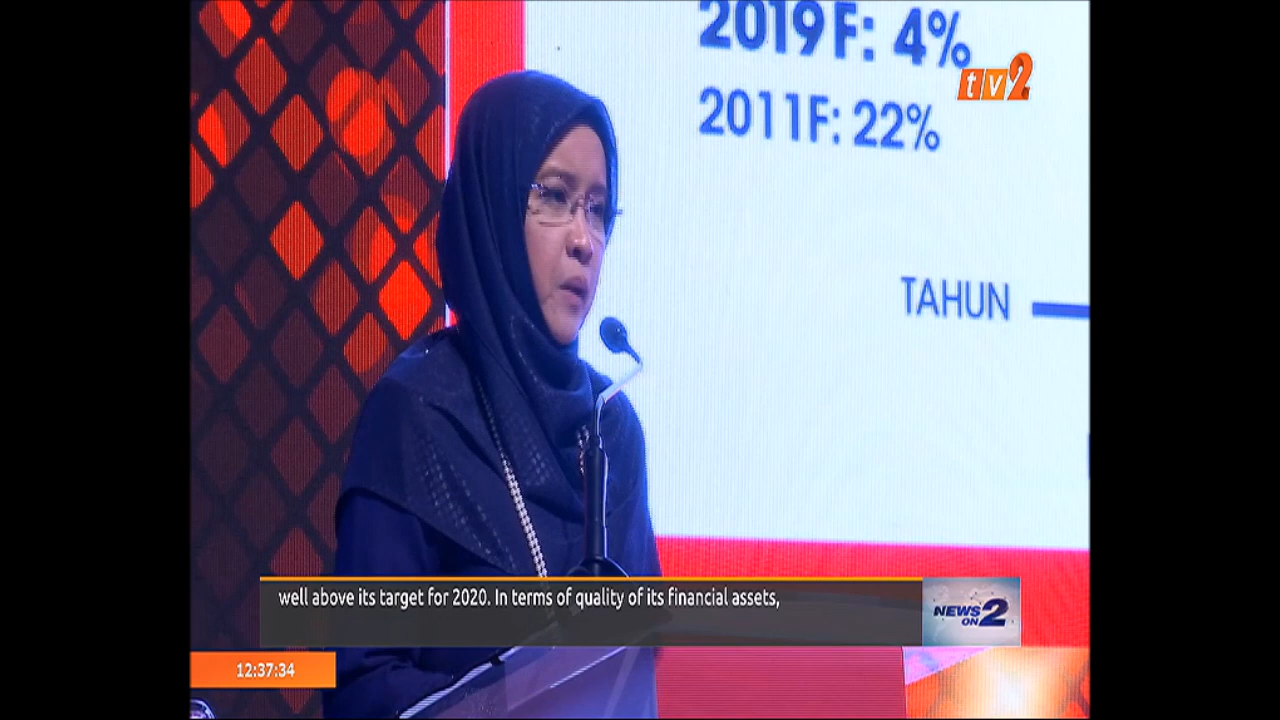 2019F: 4%
tv2
2011F: 22%
TAHUN
well above its target for 2020. In terms of quality of its financial assets,
NEWS
ON 2
12:37:34